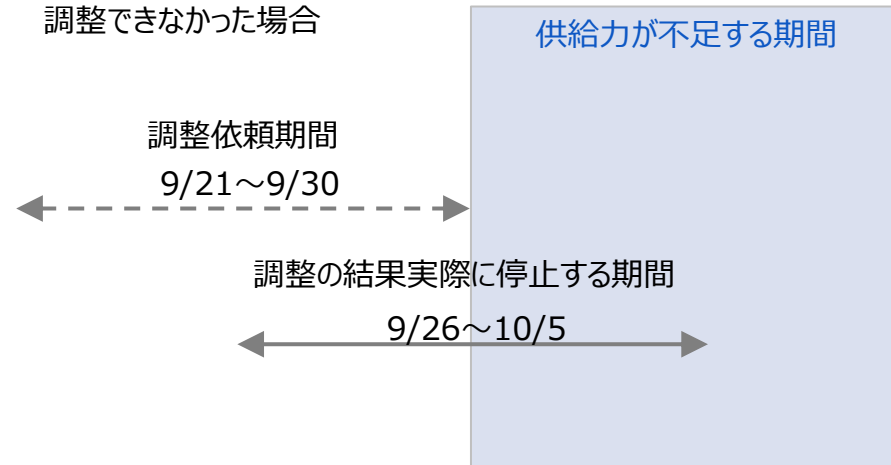 調整できなかった場合
供給力が不足する期間
調整依頼期間
9/21～9/30
調整の結果実際に停止する期間
9/26～10/5